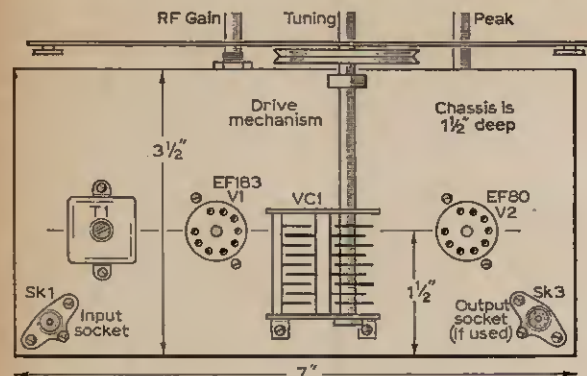 RF Gain
Tuning
Peak
Drive
mechanism
Chassis is
1½" deep
3½"
EF183
V1
VC1
EF80
V2
T1
1½"
Sk1
Input
socket
Output
socket
(if used)
Sk3
7"